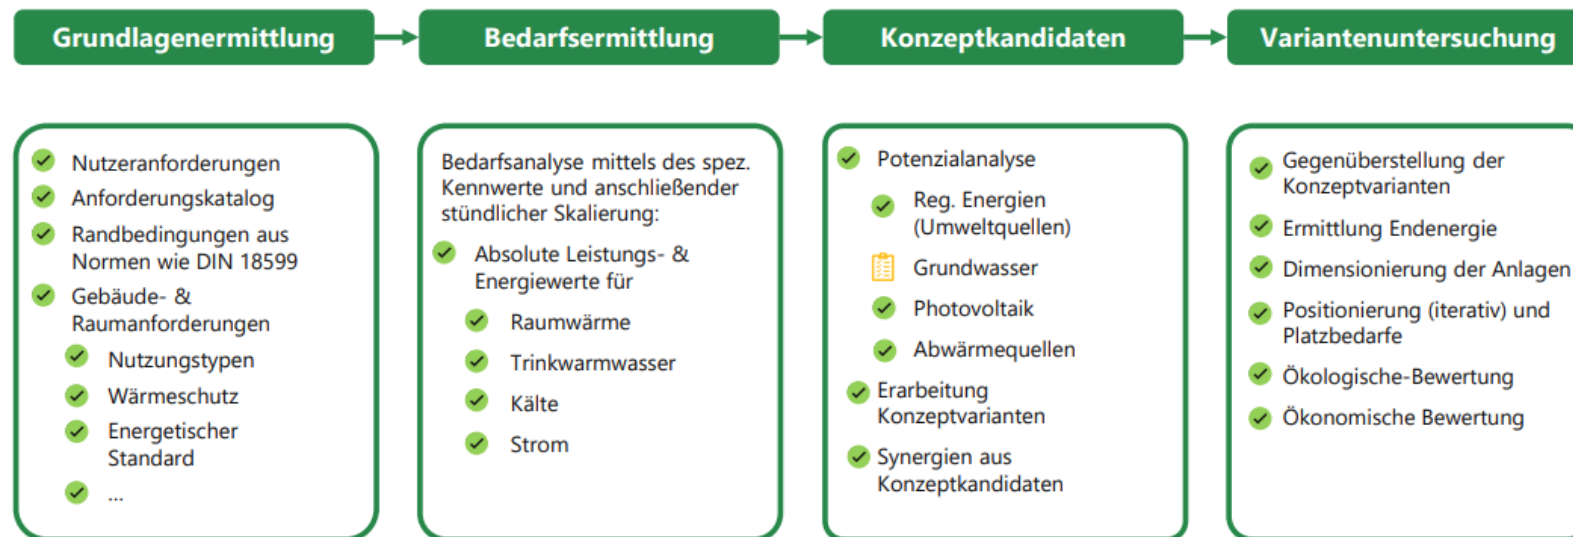 Grundlagenermittlung
Bedarfsermittlung
Konzeptkandidaten
Variantenuntersuchung
Nutzeranforderungen
Anforderungskatalog
Randbedingungen aus
Normen wie DIN 18599
Gebäude- &
Raumanforderungen
Nutzungstypen
Wärmeschutz
Energetischer
Standard
...
Bedarfsanalyse mittels des spez.
Kennwerte und anschließender
stündlicher Skalierung:
Absolute Leistungs- &
Energiewerte für
Raumwärme
Trinkwarmwasser
Kälte
Strom
Potenzialanalyse
Reg. Energien
(Umweltquellen)
Grundwasser
Photovoltaik
Abwärmequellen
Erarbeitung
Konzeptvarianten
Synergien aus
Konzeptkandidaten
Gegenüberstellung der
Konzeptvarianten
Ermittlung Endenergie
Dimensionierung der Anlagen
Positionierung (iterativ) und
Platzbedarfe
Ökologische-Bewertung
Ökonomische Bewertung